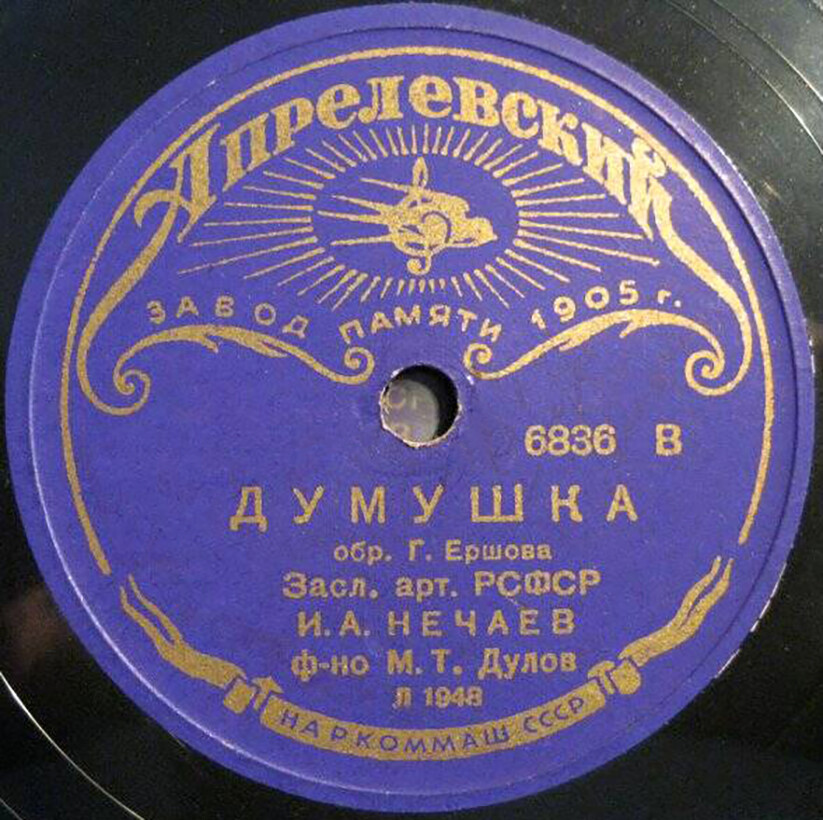 Апрелевский
ЗАВОД ПАМЯТИ 1905 г.
6836 В
ДУМУШКА
обр. Г. Ершова
Засл. арт. РСФСР
И. А. НЕЧАЕВ
ф-но М. Т. Дулов
Л 1948
НАРКОММАШ СССР